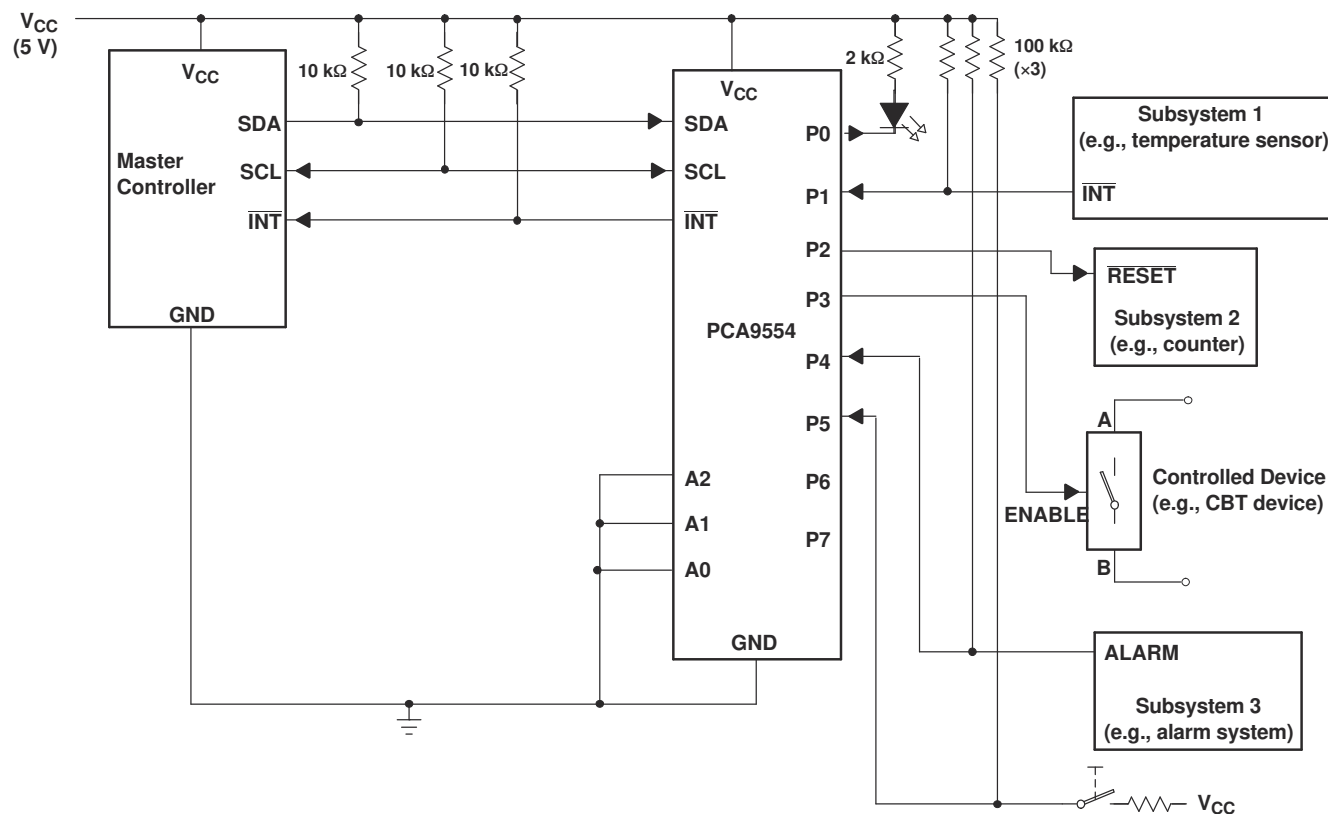 VCC
(5 V)
VCC
10 kΩ
10 kΩ
10 kΩ
VCC
2 kΩ
100 kΩ
(×3)
SDA
SDA
P0
Subsystem 1
(e.g., temperature sensor)
Master
Controller
SCL
SCL
P1
INT
INT
INT
P2
RESET
GND
P3
Subsystem 2
(e.g., counter)
PCA9554
P4
P5
A
A2
P6
Controlled Device
(e.g., CBT device)
ENABLE
A1
P7
A0
B
GND
ALARM
Subsystem 3
(e.g., alarm system)
VCC